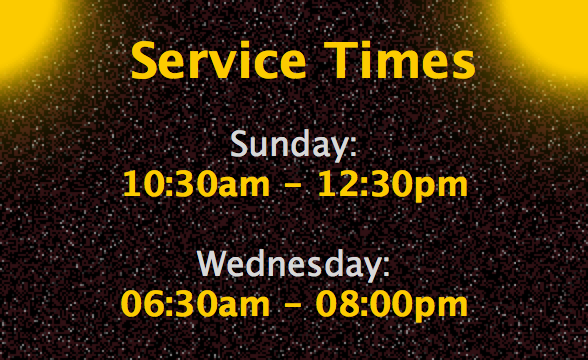 Service Times
Sunday:
10:30am – 12:30pm
Wednesday:
06:30am – 08:00pm